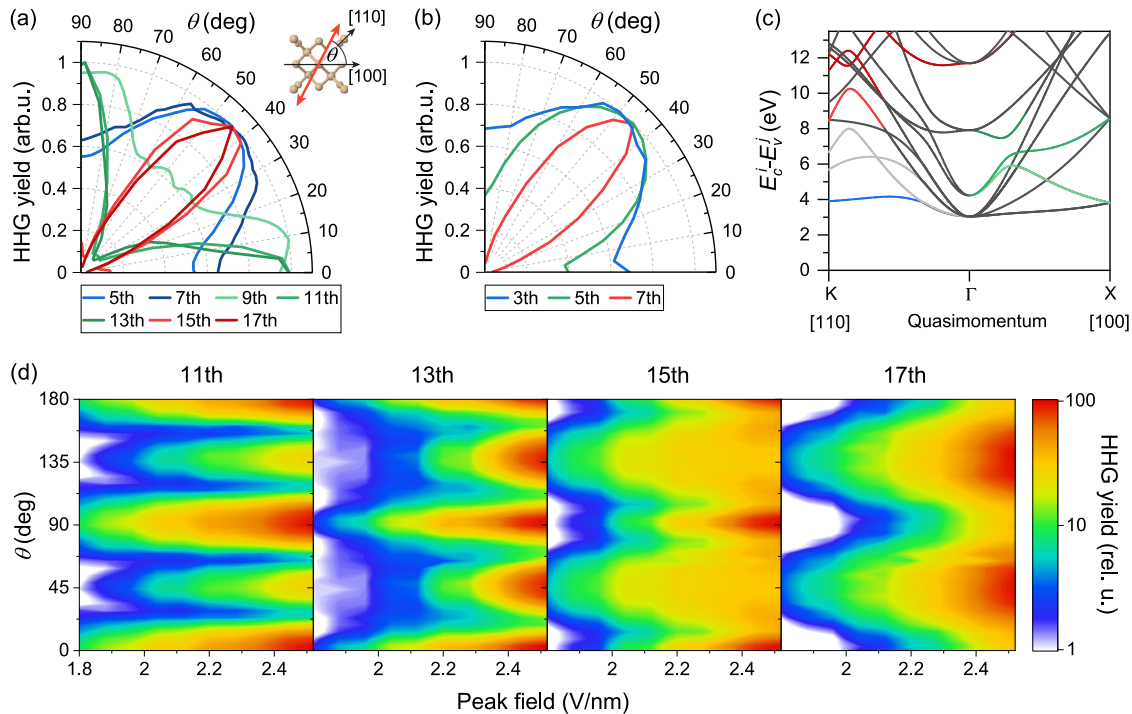 (a)
θ (deg)
90
80
70
60
50
40
30
20
10
0
[110]
θ
[100]
HHG yield (arb.u.)
1
0.8
0.6
0.4
0.2
0
5th 7th 9th 11th
13th 15th 17th
(b)
θ (deg)
90
80
70
60
50
40
30
20
10
0
HHG yield (arb.u.)
1
0.8
0.6
0.4
0.2
0
3th 5th 7th
(c)
E_c^i-E_V^j (eV)
12
10
8
6
4
2
0
K Γ X
[110] Quasimomentum [100]
(d)
11th 13th 15th 17th
θ (deg)
180
135
90
45
0
1.8 2 2.2 2.4 2 2.2 2.4 2 2.2 2.4 2 2.2 2.4
Peak field (V/nm)
100
10
1
HHG yield (rel. u.)